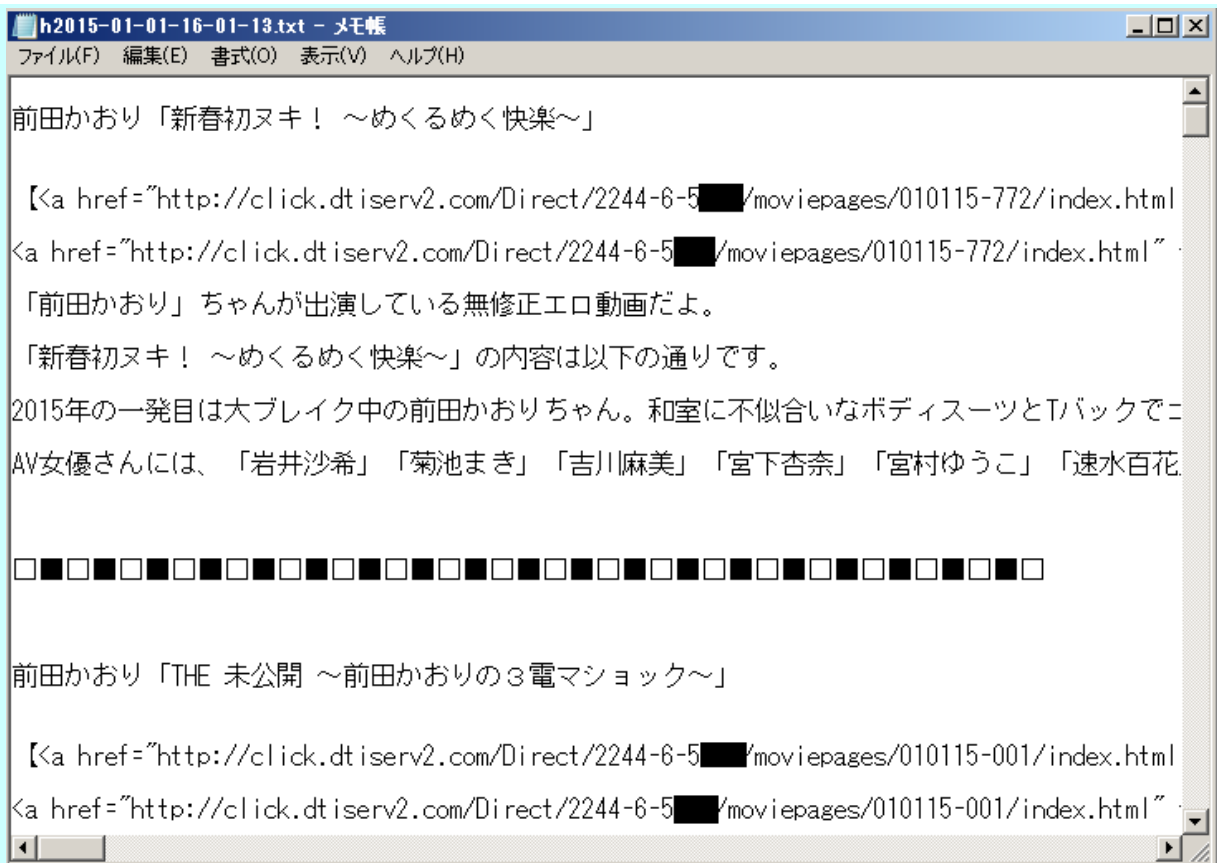 h2015-01-01-16-01-13.txt - メモ帳
ファイル(F) 編集(E) 書式(O) 表示(V) ヘルプ(H)
前田かおり「新春初ヌキ! ～めくるめく快楽～」
【<a href="http://click.dtiserv2.com/Direct/2244-6-5███/moviepages/010115-772/index.html
<a href="http://click.dtiserv2.com/Direct/2244-6-5███/moviepages/010115-772/index.html"
「前田かおり」ちゃんが出演している無修正エロ動画だよ。
「新春初ヌキ! ～めくるめく快楽～」の内容は以下の通りです。
2015年の一発目は大ブレイク中の前田かおりちゃん。和室に不似合いなボディスーツとTバックで
AV女優さんには、「岩井沙希」「菊池まき」「吉川麻美」「宮下杏奈」「宮村ゆうこ」「速水百花
□■□■□■□■□■□■□■□■□■□■□■□■□■□■□■□■□■□■□■□
前田かおり「THE 未公開 ～前田かおりの３電マショック～」
【<a href="http://click.dtiserv2.com/Direct/2244-6-5███/moviepages/010115-001/index.html
<a href="http://click.dtiserv2.com/Direct/2244-6-5███/moviepages/010115-001/index.html"